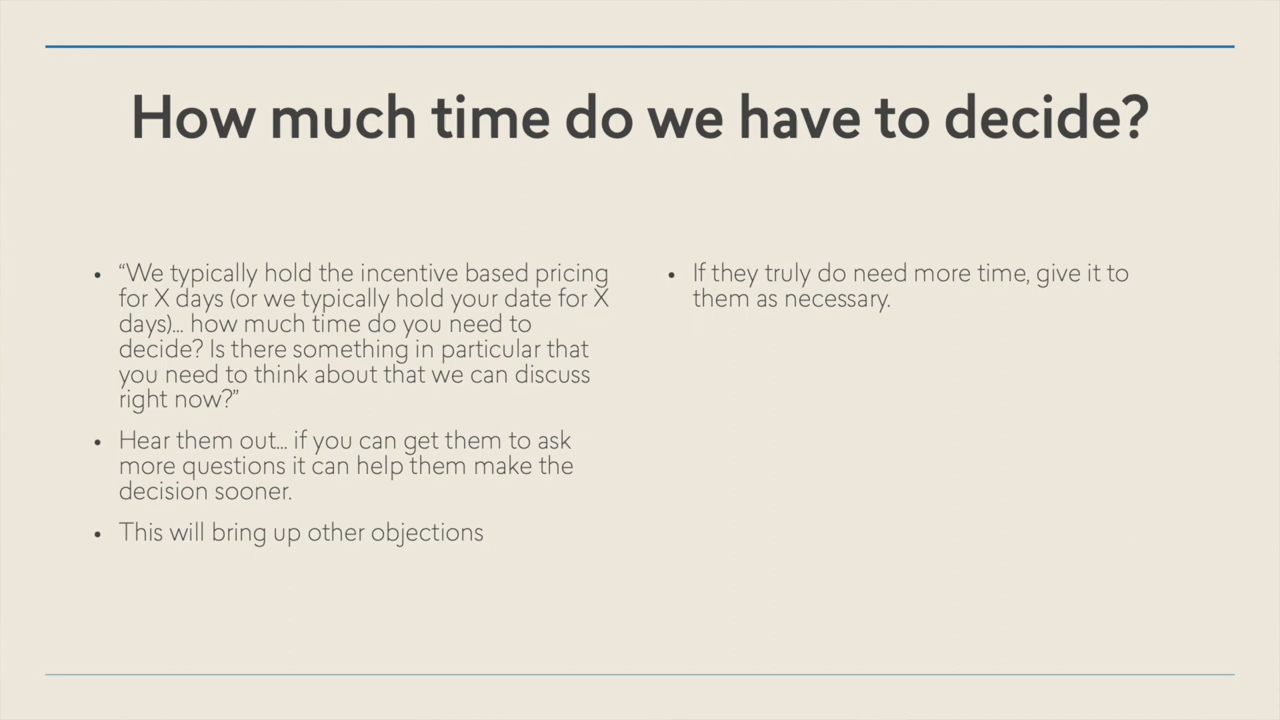 How much time do we have to decide?
• “We typically hold the incentive based pricing
for X days (or we typically hold your date for X
days)... how much time do you need to
decide? Is there something in particular that
you need to think about that we can discuss
right now?”
• Hear them out... if you can get them to ask
more questions it can help them make the
decision sooner.
• This will bring up other objections
• If they truly do need more time, give it to
them as necessary.